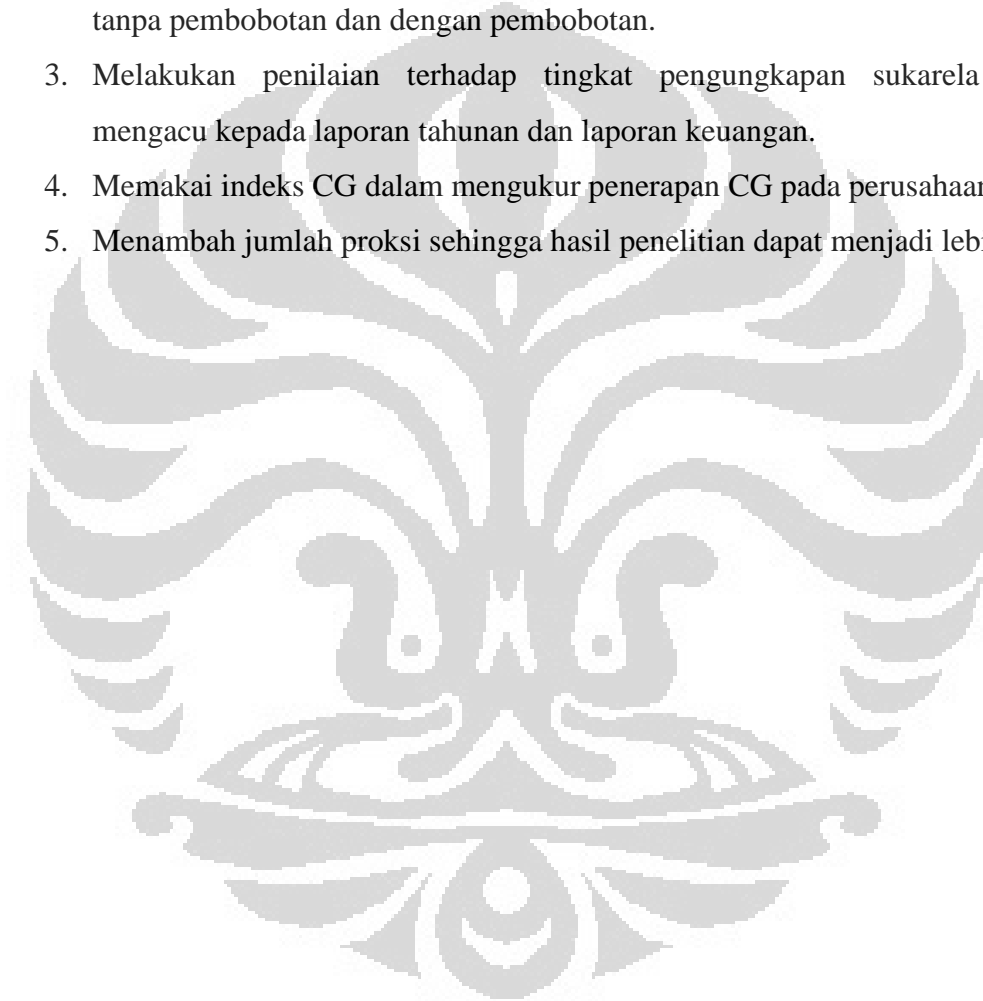 tanpa pembobotan dan dengan pembobotan.
3. Melakukan penilaian terhadap tingkat pengungkapan sukarela
mengacu kepada laporan tahunan dan laporan keuangan.
4. Memakai indeks CG dalam mengukur penerapan CG pada perusahaan
5. Menambah jumlah proksi sehingga hasil penelitian dapat menjadi